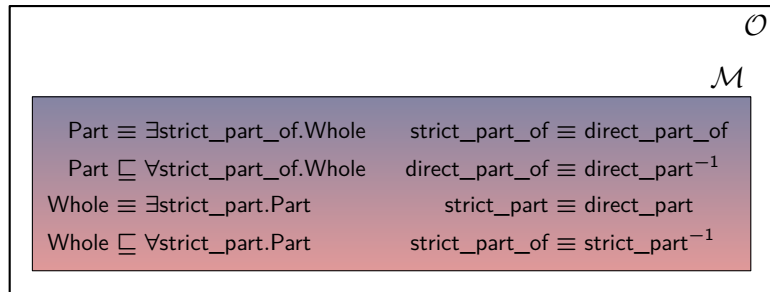 𝒪
ℳ
Part ≡ ∃strict_part_of.Whole strict_part_of ≡ direct_part_of
Part ⊑ ∀strict_part_of.Whole direct_part_of ≡ direct_part⁻¹
Whole ≡ ∃strict_part.Part strict_part ≡ direct_part
Whole ⊑ ∀strict_part.Part strict_part_of ≡ strict_part⁻¹